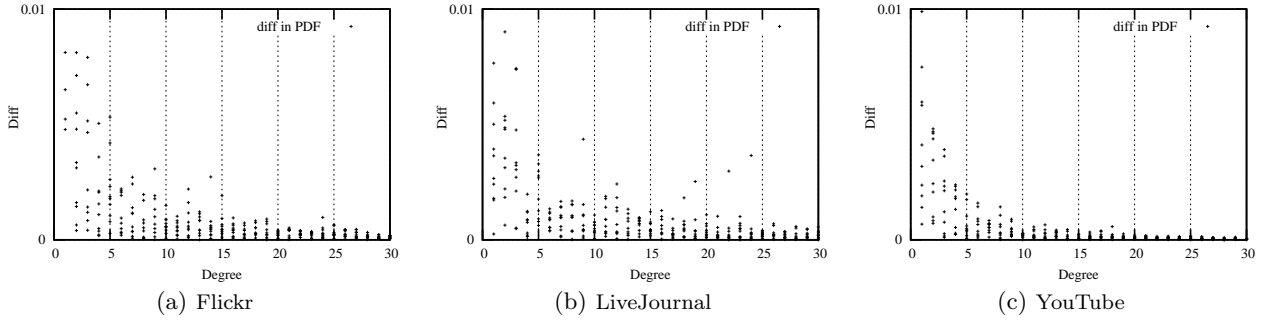 0.01
diff in PDF
Diff
0
0 5 10 15 20 25 30
Degree
(a) Flickr
0.01
diff in PDF
Diff
0
0 5 10 15 20 25 30
Degree
(b) LiveJournal
0.01
diff in PDF
Diff
0
0 5 10 15 20 25 30
Degree
(c) YouTube